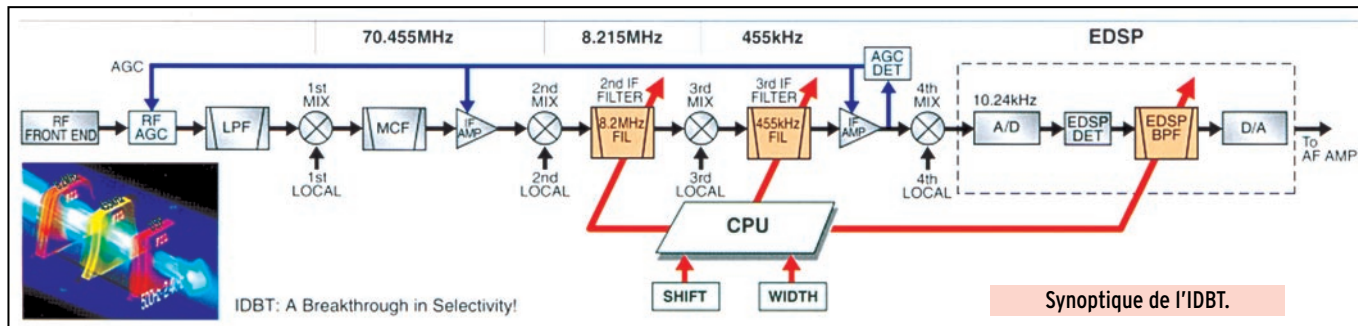 70.455MHz
8.215MHz
455kHz
EDSP
AGC
AGC
DET
1st
MIX
2nd
MIX
2nd IF
FILTER
3rd
MIX
3rd IF
FILTER
4th
MIX
10.24kHz
RF
FRONT END
RF
AGC
LPF
MCF
IF
AMP
8.2MHz
FIL
455kHz
FIL
IF
AMP
A/D
EDSP
DET
EDSP
BPF
D/A
To
AF AMP
1st
LOCAL
2nd
LOCAL
3rd
LOCAL
4th
LOCAL
CPU
SHIFT
WIDTH
IDBT: A Breakthrough in Selectivity!
Synoptique de l'IDBT.